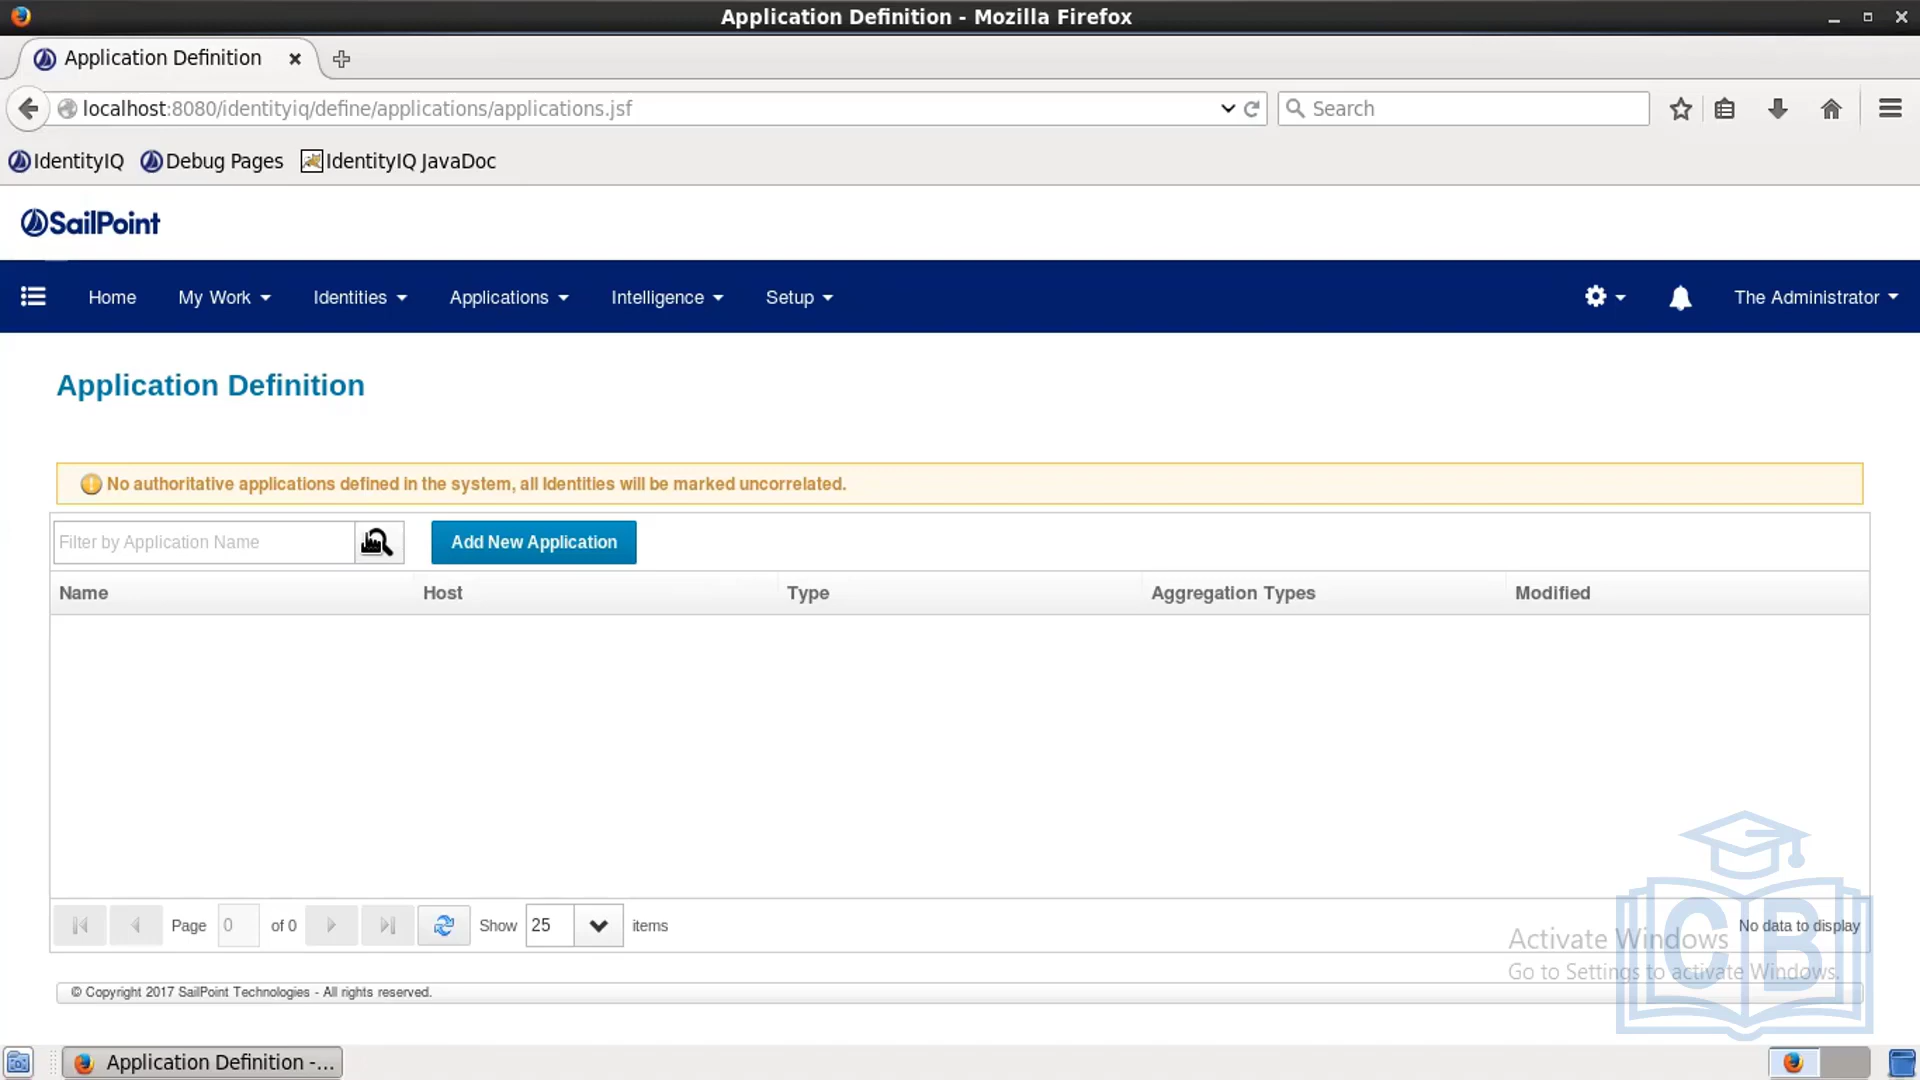 Application Definition - Mozilla Firefox
Application Definition
localhost:8080/identityiq/define/applications/applications.jsf
Search
IdentityIQ Debug Pages IdentityIQ JavaDoc
SailPoint
Home My Work Identities Applications Intelligence Setup The Administrator
Application Definition
No authoritative applications defined in the system, all Identities will be marked uncorrelated.
Filter by Application Name Add New Application
Name Host Type Aggregation Types Modified
Page 0 of 0 Show 25 items No data to display
Activate Windows
Go to Settings to activate Windows.
CB
© Copyright 2017 SailPoint Technologies - All rights reserved.
Application Definition -...